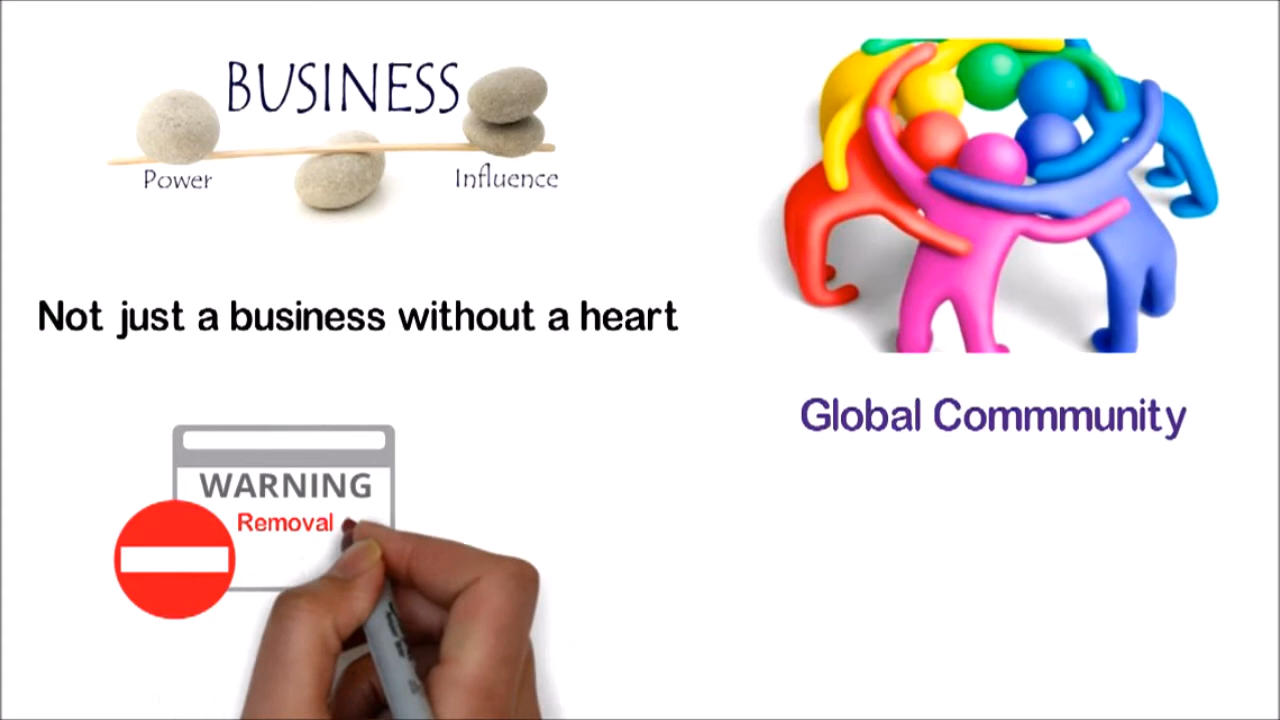 BUSINESS
Power
Influence
Not just a business without a heart
Global Commmunity
WARNING
Removal